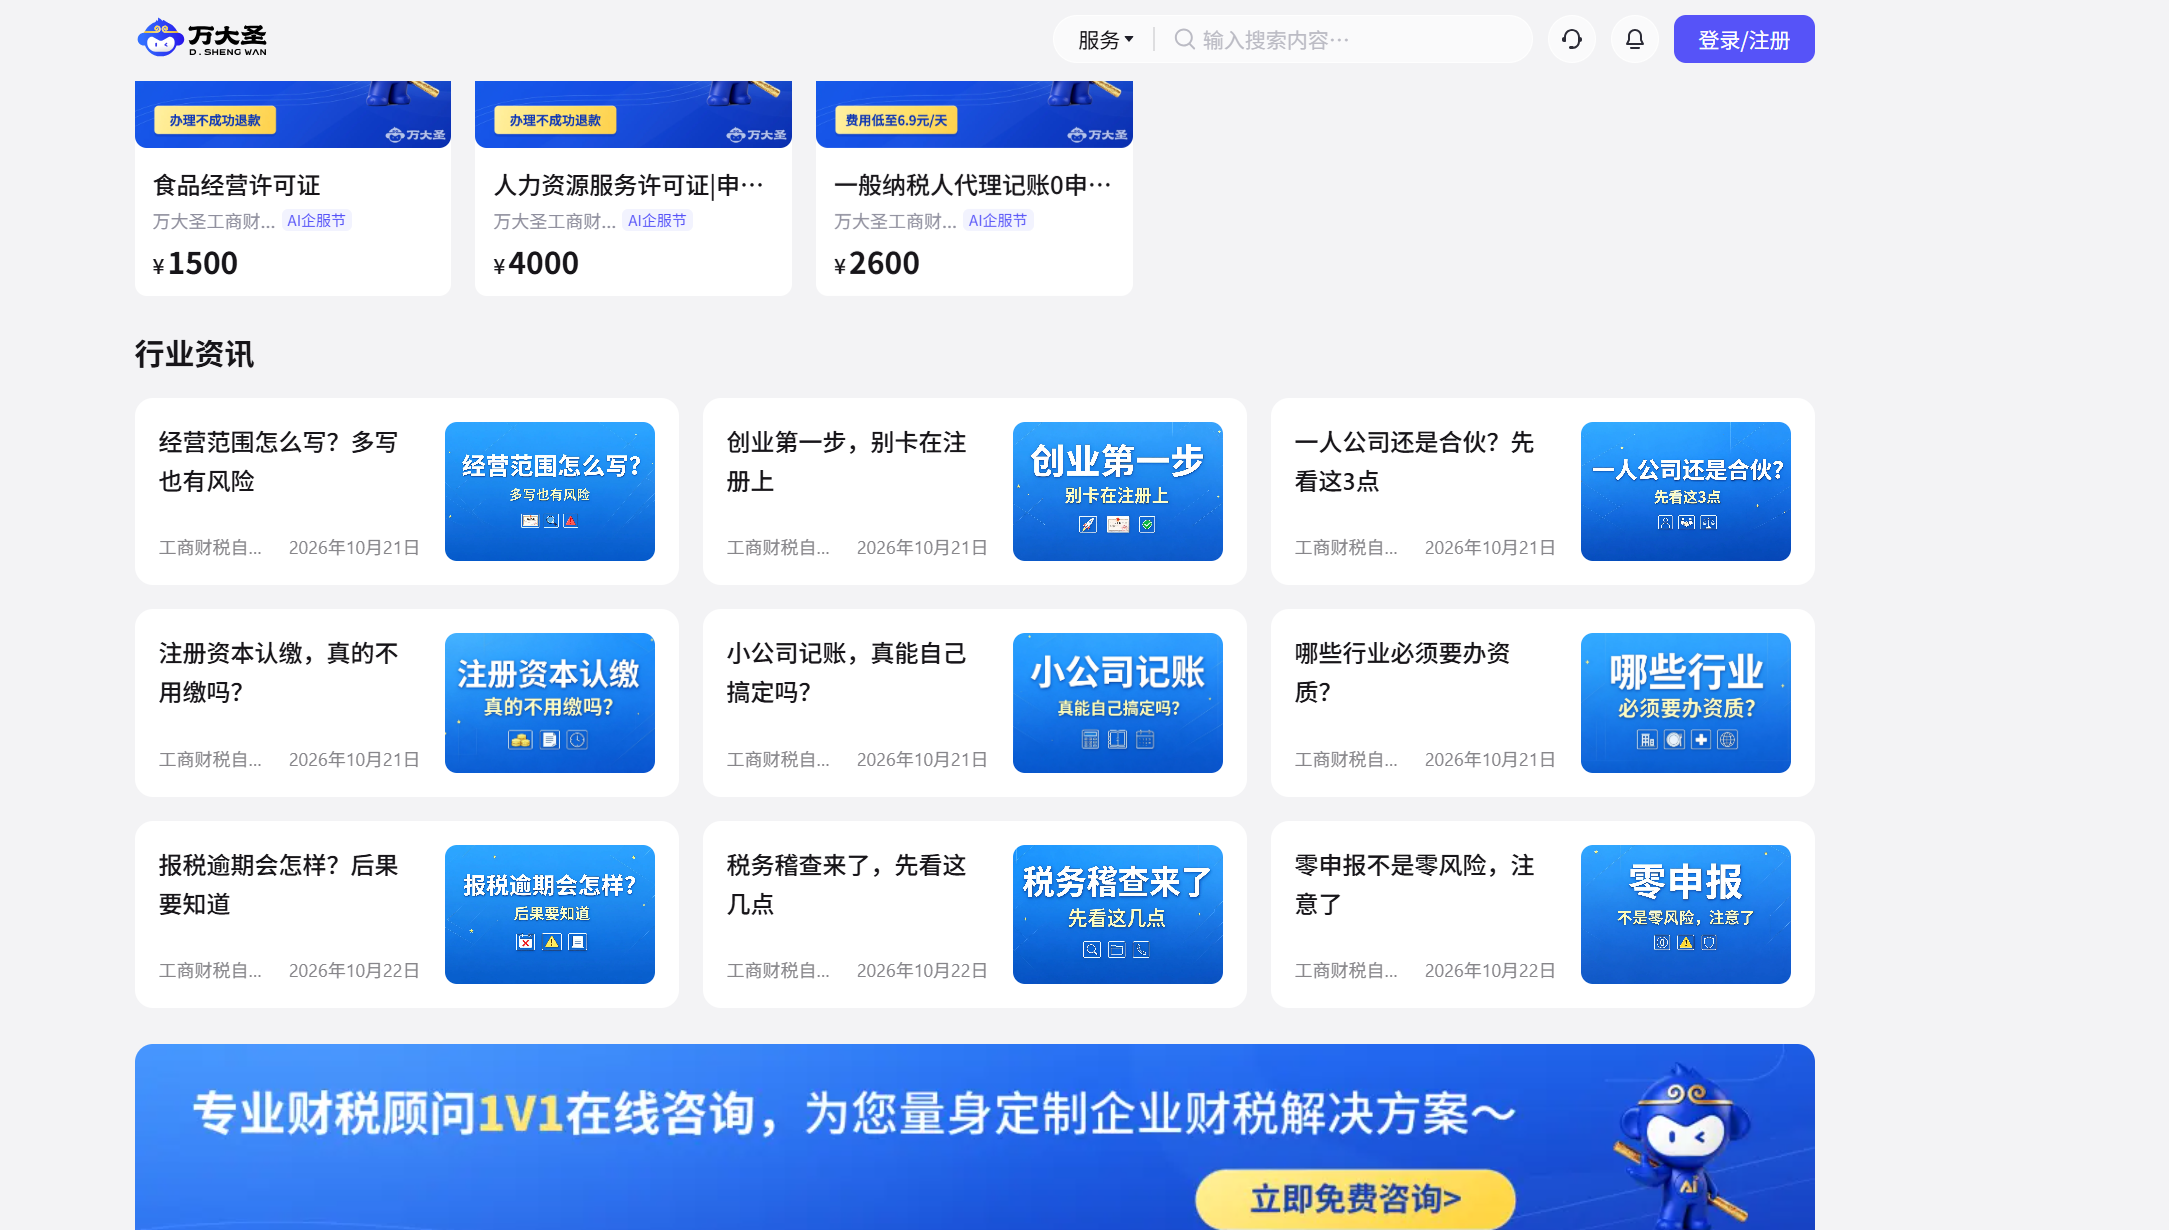 万大圣
D.SHENG WAN
服务
输入搜索内容…
登录/注册
办理不成功退款
万大圣
办理不成功退款
万大圣
费用低至6.9元/天
万大圣
食品经营许可证
万大圣工商财... AI企服节
¥1500
人力资源服务许可证|申…
万大圣工商财... AI企服节
¥4000
一般纳税人代理记账0申…
万大圣工商财... AI企服节
¥2600
行业资讯
经营范围怎么写？多写
也有风险
工商财税自... 2026年10月21日
经营范围怎么写？
多写也有风险
创业第一步，别卡在注
册上
工商财税自... 2026年10月21日
创业第一步
别卡在注册上
一人公司还是合伙？先
看这3点
工商财税自... 2026年10月21日
一人公司还是合伙？
先看这3点
注册资本认缴，真的不
用缴吗？
工商财税自... 2026年10月21日
注册资本认缴
真的不用缴吗？
小公司记账，真能自己
搞定吗？
工商财税自... 2026年10月21日
小公司记账
真能自己搞定吗？
哪些行业必须要办资
质？
工商财税自... 2026年10月21日
哪些行业
必须要办资质？
报税逾期会怎样？后果
要知道
工商财税自... 2026年10月22日
报税逾期会怎样？
后果要知道
税务稽查来了，先看这
几点
工商财税自... 2026年10月22日
税务稽查来了
先看这几点
零申报不是零风险，注
意了
工商财税自... 2026年10月22日
零申报
不是零风险，注意了
专业财税顾问1V1在线咨询，为您量身定制企业财税解决方案～
立即免费咨询>
AI